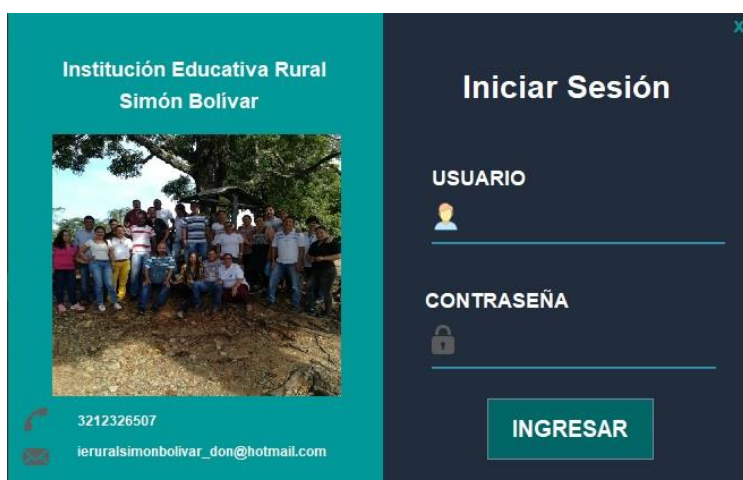 Institución Educativa Rural
Simón Bolívar
3212326507
ieruralsimonbolivar_don@hotmail.com
x
Iniciar Sesión
USUARIO
CONTRASEÑA
INGRESAR